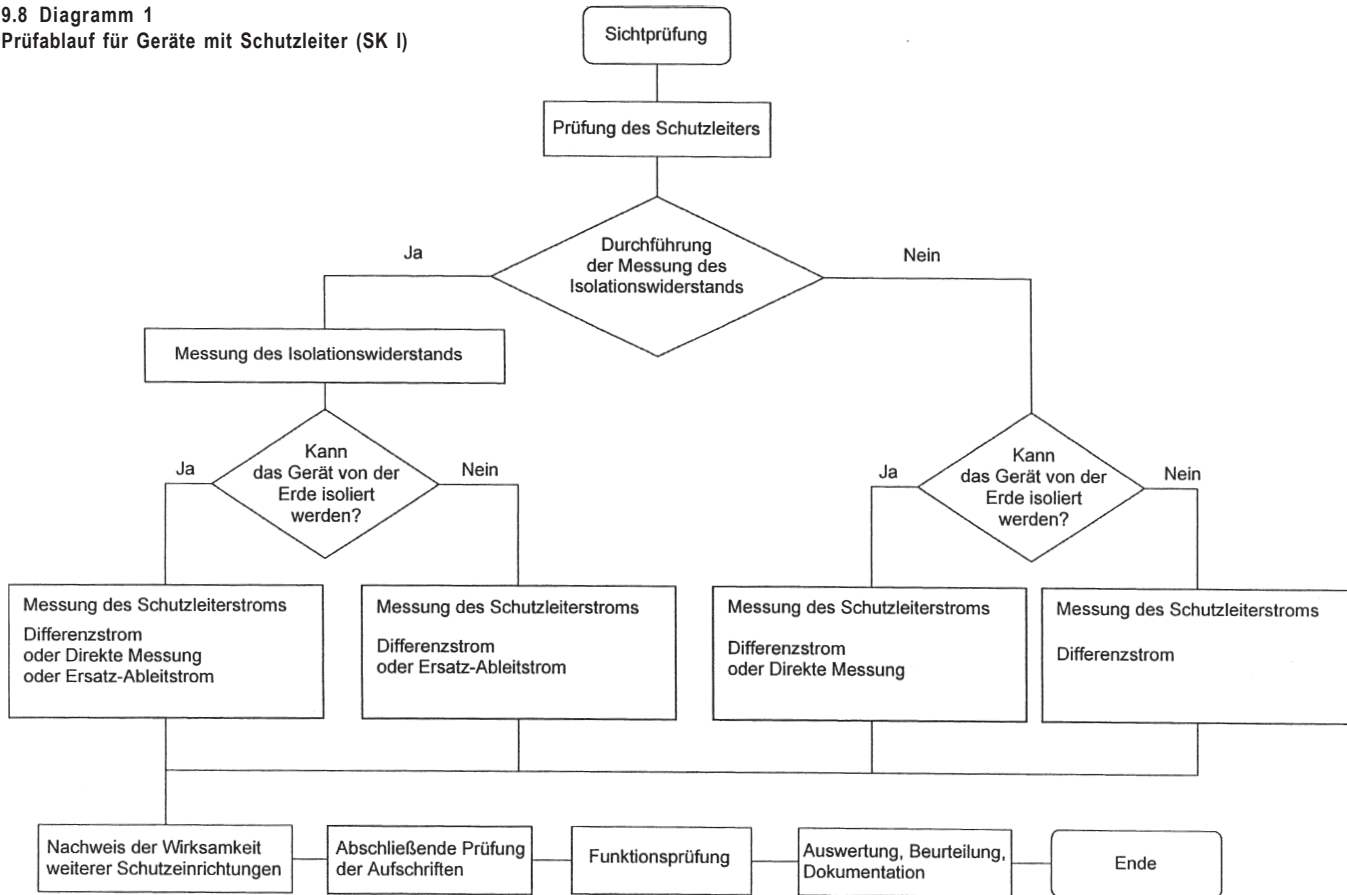 9.8 Diagramm 1
Prüfablauf für Geräte mit Schutzleiter (SK I)
Sichtprüfung
Prüfung des Schutzleiters
Durchführung
der Messung des
Isolationswiderstands
Ja
Nein
Messung des Isolationswiderstands
Kann
das Gerät von der
Erde isoliert
werden?
Ja
Nein
Kann
das Gerät von der
Erde isoliert
werden?
Ja
Nein
Messung des Schutzleiterstroms
Differenzstrom
oder Direkte Messung
oder Ersatz-Ableitstrom
Messung des Schutzleiterstroms
Differenzstrom
oder Ersatz-Ableitstrom
Messung des Schutzleiterstroms
Differenzstrom
oder Direkte Messung
Messung des Schutzleiterstroms
Differenzstrom
Nachweis der Wirksamkeit
weiterer Schutzeinrichtungen
Abschließende Prüfung
der Aufschriften
Funktionsprüfung
Auswertung, Beurteilung,
Dokumentation
Ende